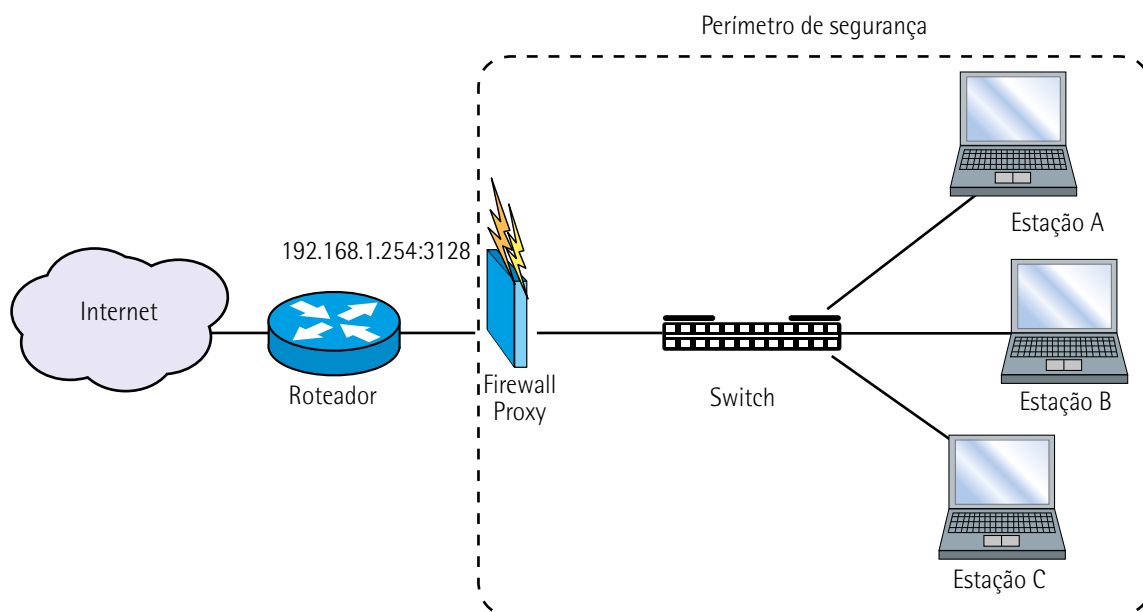 Perímetro de segurança
Estação A
192.168.1.254:3128
Internet
Roteador
Firewall
Proxy
Switch
Estação B
Estação C